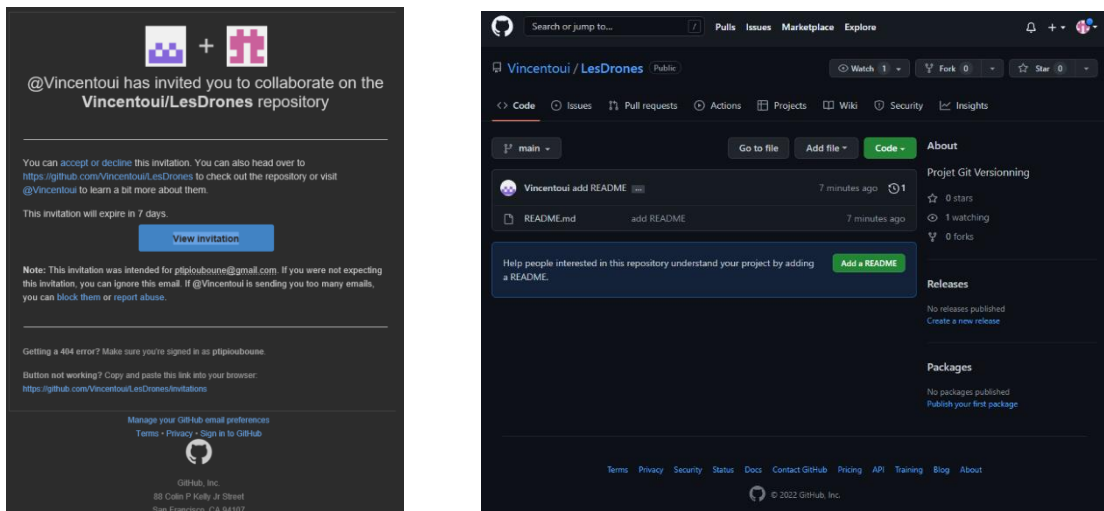 +
@Vincentoui has invited you to collaborate on the
Vincentoui/LesDrones repository
You can accept or decline this invitation. You can also head over to
https://github.com/Vincentoui/LesDrones to check out the repository or visit
@Vincentoui to learn a bit more about them.
This invitation will expire in 7 days.
View invitation
Note: This invitation was intended for ptipiouboune@gmail.com. If you were not expecting
this invitation, you can ignore this email. If @Vincentoui is sending you too many emails,
you can block them or report abuse.
Getting a 404 error? Make sure you're signed in as ptipiouboune.
Button not working? Copy and paste this link into your browser:
https://github.com/Vincentoui/LesDrones/invitations
Manage your GitHub email preferences
Terms • Privacy • Sign in to GitHub
GitHub, Inc.
88 Colin P Kelly Jr Street
San Francisco, CA 94107
Search or jump to... / Pulls Issues Marketplace Explore
Vincentoui / LesDrones Public Watch 1 Fork 0 Star 0
<> Code Issues Pull requests Actions Projects Wiki Security Insights
main Go to file Add file Code
Vincentoui add README ... 7 minutes ago 1
README.md add README 7 minutes ago
Help people interested in this repository understand your project by adding
a README.
Add a README
About
Projet Git Versionning
0 stars
1 watching
0 forks
Releases
No releases published
Create a new release
Packages
No packages published
Publish your first package
Terms Privacy Security Status Docs Contact GitHub Pricing API Training Blog About
© 2022 GitHub, Inc.